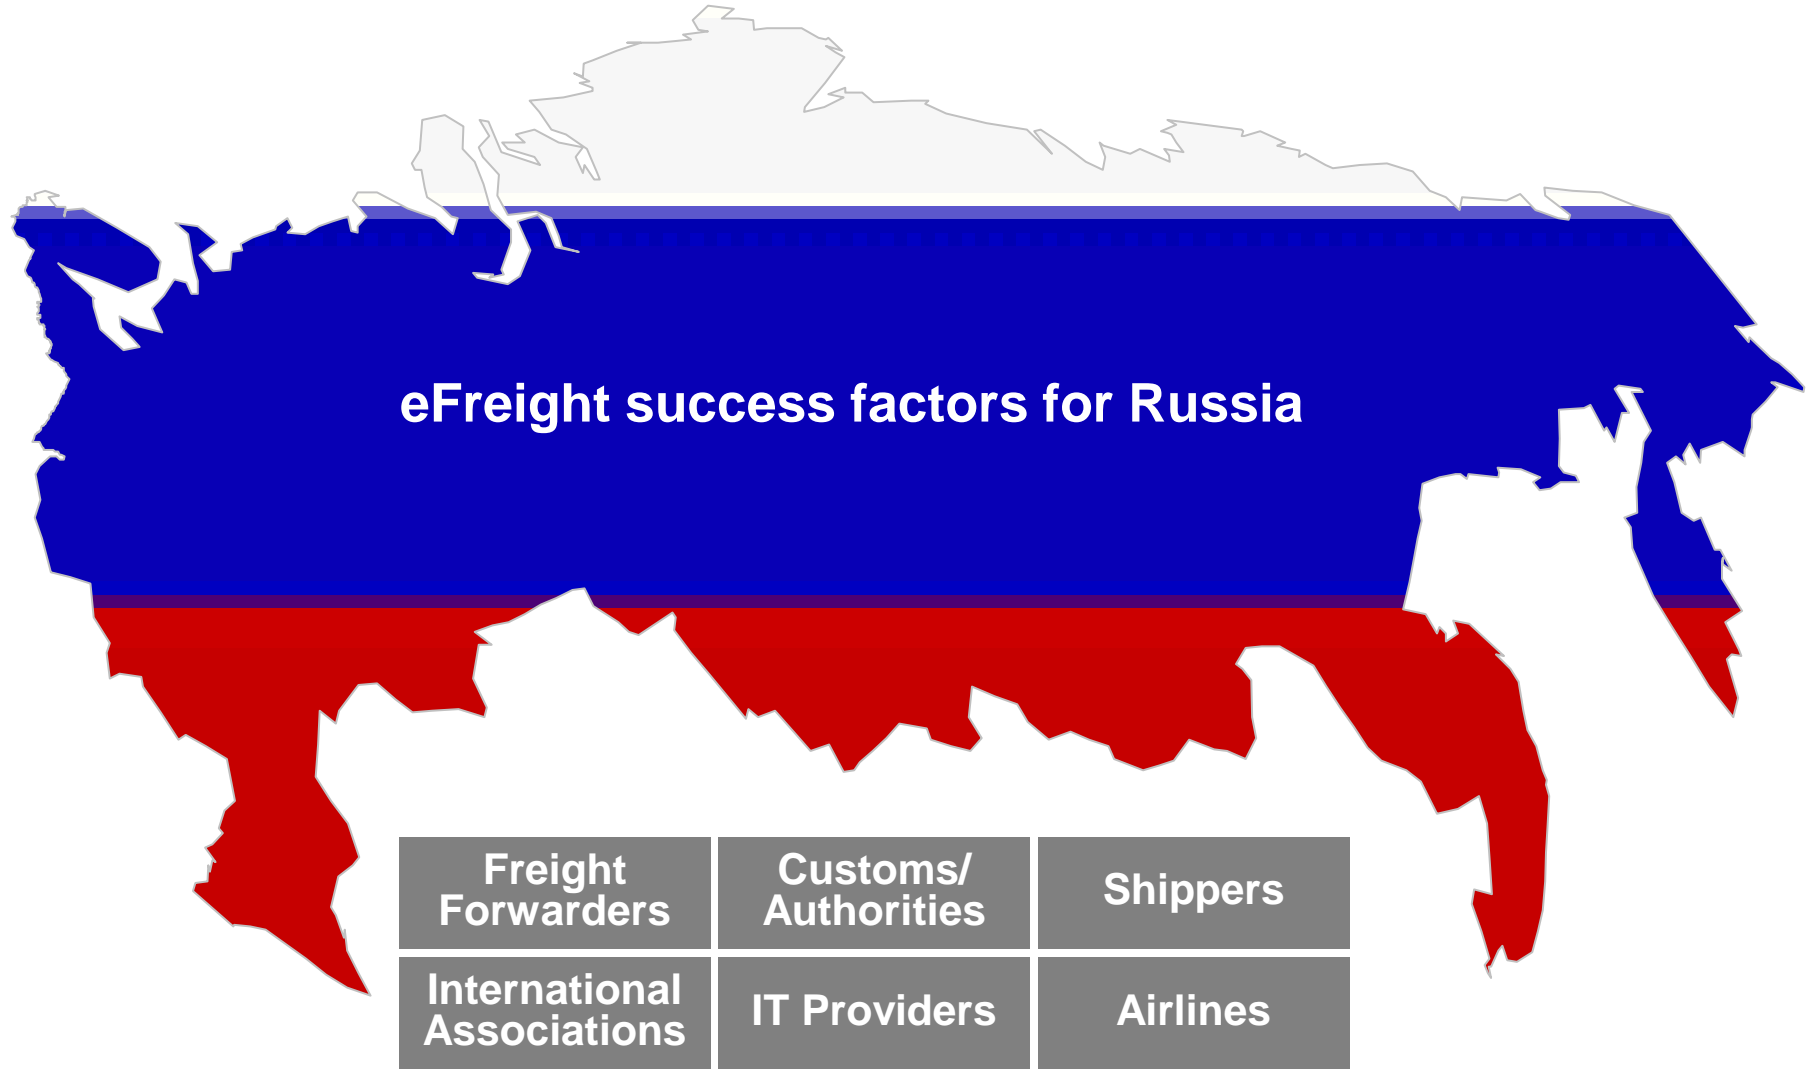 eFreight success factors for Russia
Freight
Forwarders
Customs/
Authorities
Shippers
International
Associations
IT Providers
Airlines